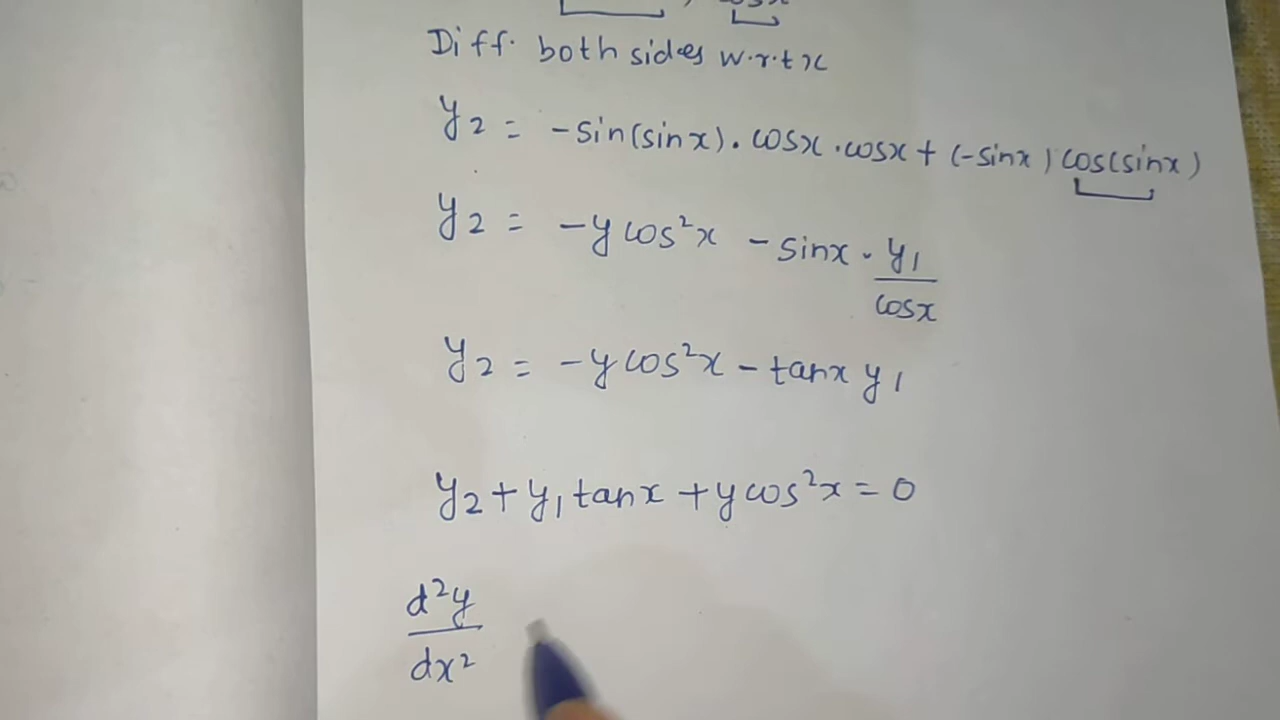 Diff. both sides w.r.t x
y₂ = -sin(sinx). cosx .cosx + (-sinx) cos(sinx)
y₂ = -y cos²x - sinx . y₁/cosx
y₂ = -y cos²x - tanx y₁
y₂ + y₁ tanx + y cos²x = 0
d²y/dx²